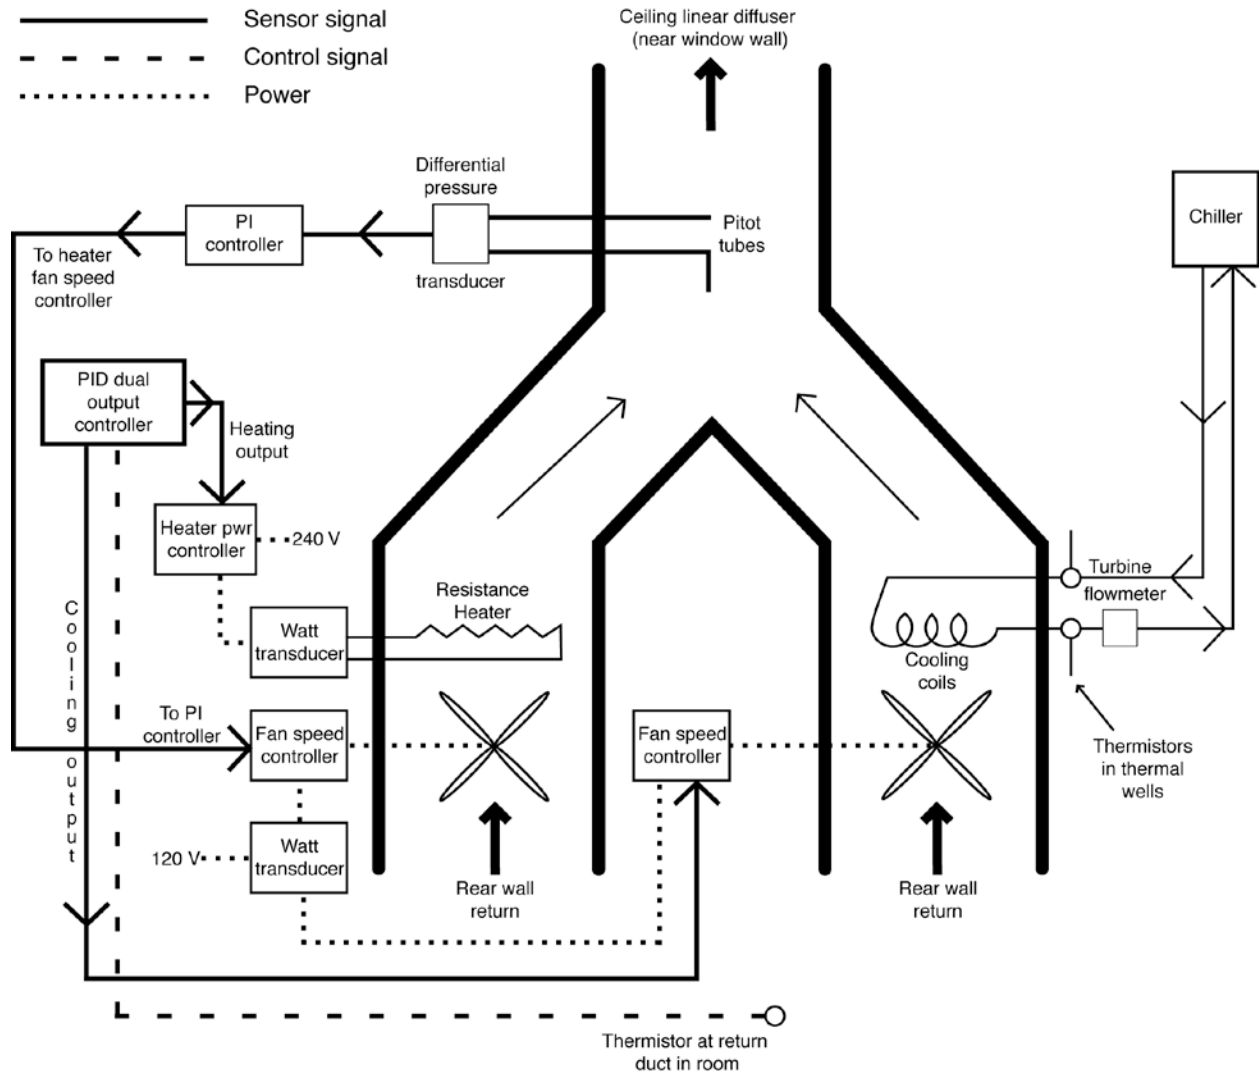 Sensor signal
Control signal
Power
Ceiling linear diffuser
(near window wall)
Differential
pressure
transducer
Pitot
tubes
PI
controller
To heater
fan speed
controller
Chiller
PID dual
output
controller
Heating
output
Heater pwr
controller
240 V
Resistance
Heater
Watt
transducer
Turbine
flowmeter
Cooling
coils
Cooling output
To PI
controller
Fan speed
controller
Fan speed
controller
Thermistors
in thermal
wells
120 V
Watt
transducer
Rear wall
return
Rear wall
return
Thermistor at return
duct in room